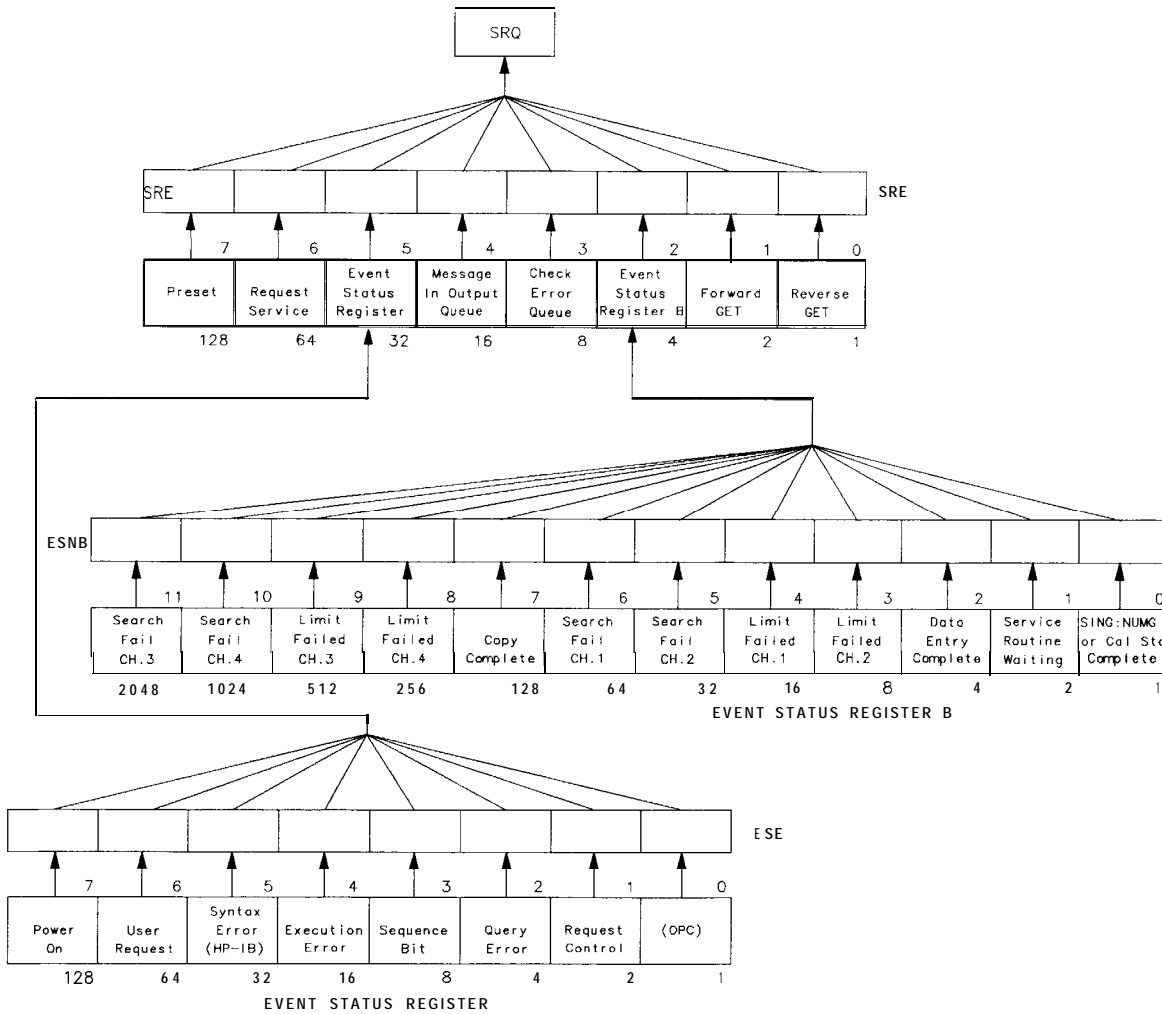 SRQ
SRE
SRE
7 6 5 4 3 2 1 0
Preset
Request
Service
Event
Status
Register
Message
In Output
Queue
Check
Error
Queue
Event
Status
Register B
Forward
GET
Reverse
GET
128 64 32 16 8 4 2 1
ESNB
11 10 9 8 7 6 5 4 3 2 1 0
Search
Fail
CH.3
Search
Fail
CH.4
Limit
Failed
CH.3
Limit
Failed
CH.4
Copy
Complete
Search
Fail
CH.1
Search
Fail
CH.2
Limit
Failed
CH.1
Limit
Failed
CH.2
Data
Entry
Complete
Service
Routine
Waiting
SING:NUMG
or Cal Std
Complete
2048 1024 512 256 128 64 32 16 8 4 2 1
EVENT STATUS REGISTER B
ESE
7 6 5 4 3 2 1 0
Power
On
User
Request
Syntax
Error
(HP-IB)
Execution
Error
Sequence
Bit
Query
Error
Request
Control
(OPC)
128 64 32 16 8 4 2 1
EVENT STATUS REGISTER